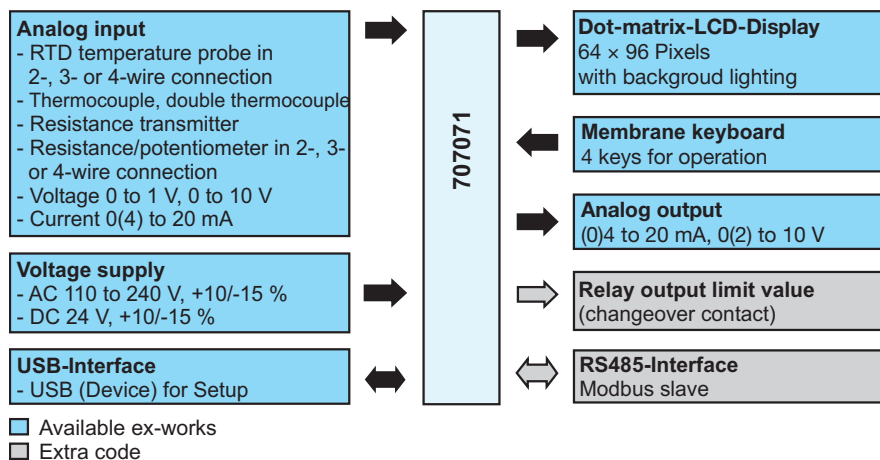 Analog input
- RTD temperature probe in
2-, 3- or 4-wire connection
- Thermocouple, double thermocouple
- Resistance transmitter
- Resistance/potentiometer in 2-, 3-
or 4-wire connection
- Voltage 0 to 1 V, 0 to 10 V
- Current 0(4) to 20 mA
Voltage supply
- AC 110 to 240 V, +10/-15 %
- DC 24 V, +10/-15 %
USB-Interface
- USB (Device) for Setup
707071
Dot-matrix-LCD-Display
64 × 96 Pixels
with backgroud lighting
Membrane keyboard
4 keys for operation
Analog output
(0)4 to 20 mA, 0(2) to 10 V
Relay output limit value
(changeover contact)
RS485-Interface
Modbus slave
Available ex-works
Extra code